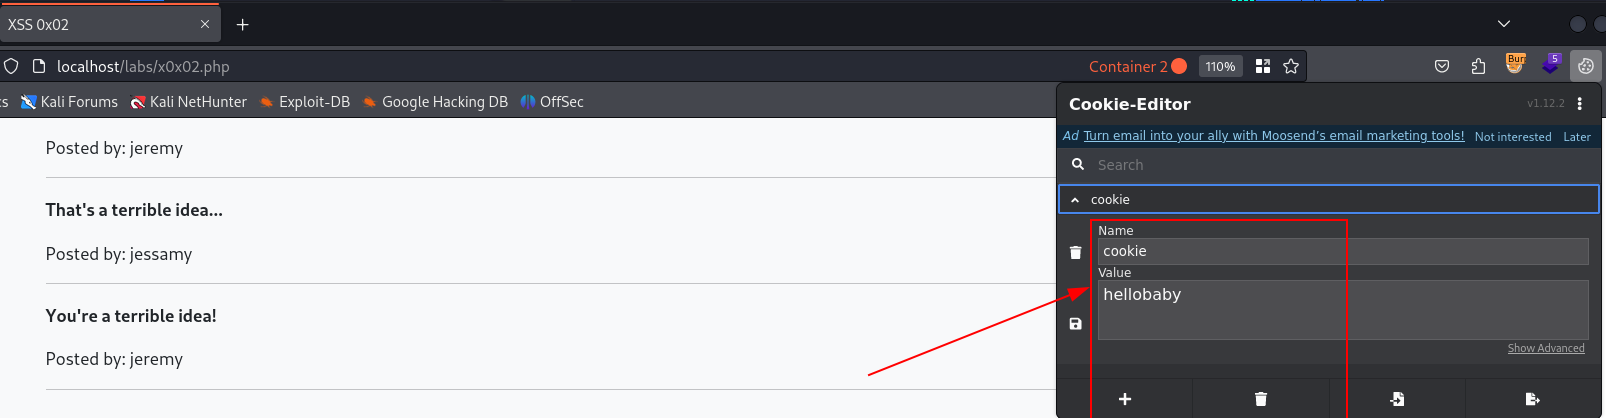 XSS 0x02
localhost/labs/x0x02.php
Container 2
110%
Burr
5
cs
Kali Forums
Kali NetHunter
Exploit-DB
Google Hacking DB
OffSec
Posted by: jeremy
That's a terrible idea...
Posted by: jessamy
You're a terrible idea!
Posted by: jeremy
Cookie-Editor
v1.12.2
Ad Turn email into your ally with Moosend's email marketing tools! Not interested Later
Search
cookie
Name
cookie
Value
hellobaby
Show Advanced